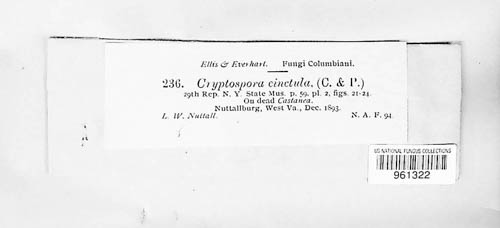 Ellis & Everhart. Fungi Columbiani.
236. Cryptospora cinctula, (C. & P.)
29th Rep. N. Y. State Mus. p. 59, pl. 2, figs. 21-24.
On dead Castanea.
Nuttallburg, West Va., Dec. 1893.
L. W. Nuttall. N. A. F. 94
US NATIONAL FUNGUS COLLECTIONS
961322